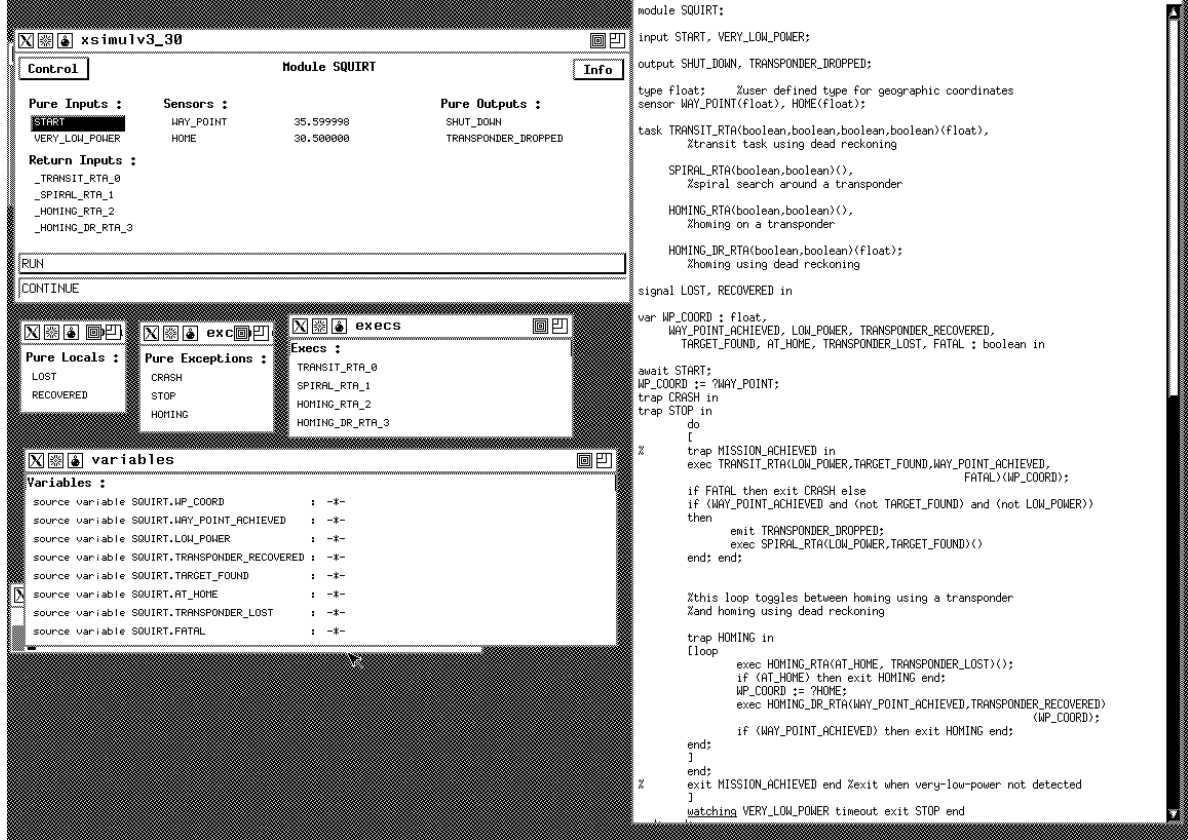 xsimulv3_30
Control
Module SQUIRT
Info
Pure Inputs : Sensors : Pure Outputs :
START WAY_POINT 35.599998 SHUT_DOWN
VERY_LOW_POWER HOME 30.500000 TRANSPONDER_DROPPED
Return Inputs :
_TRANSIT_RTA_0
_SPIRAL_RTA_1
_HOMING_RTA_2
_HOMING_DR_RTA_3
RUN
CONTINUE
Pure Locals :
LOST
RECOVERED
exc
Pure Exceptions :
CRASH
STOP
HOMING
execs
Execs :
TRANSIT_RTA_0
SPIRAL_RTA_1
HOMING_RTA_2
HOMING_DR_RTA_3
variables
Variables :
source variable SQUIRT.WP_COORD : -*-
source variable SQUIRT.WAY_POINT_ACHIEVED : -*-
source variable SQUIRT.LOW_POWER : -*-
source variable SQUIRT.TRANSPONDER_RECOVERED : -*-
source variable SQUIRT.TARGET_FOUND : -*-
source variable SQUIRT.AT_HOME : -*-
source variable SQUIRT.TRANSPONDER_LOST : -*-
source variable SQUIRT.FATAL : -*-
module SQUIRT:
input START, VERY_LOW_POWER;
output SHUT_DOWN, TRANSPONDER_DROPPED;
type float; %user defined type for geographic coordinates
sensor WAY_POINT(float), HOME(float);
task TRANSIT_RTA(boolean,boolean,boolean,boolean)(float),
%transit task using dead reckoning
SPIRAL_RTA(boolean,boolean)(),
%spiral search around a transponder
HOMING_RTA(boolean,boolean)(),
%homing on a transponder
HOMING_DR_RTA(boolean,boolean)(float);
%homing using dead reckoning
signal LOST, RECOVERED in
var WP_COORD : float,
WAY_POINT_ACHIEVED, LOW_POWER, TRANSPONDER_RECOVERED,
TARGET_FOUND, AT_HOME, TRANSPONDER_LOST, FATAL : boolean in
await START;
WP_COORD := ?WAY_POINT;
trap CRASH in
trap STOP in
do
[
% trap MISSION_ACHIEVED in
exec TRANSIT_RTA(LOW_POWER,TARGET_FOUND,WAY_POINT_ACHIEVED,
FATAL)(WP_COORD);
if FATAL then exit CRASH else
if (WAY_POINT_ACHIEVED and (not TARGET_FOUND) and (not LOW_POWER))
then
emit TRANSPONDER_DROPPED;
exec SPIRAL_RTA(LOW_POWER,TARGET_FOUND)()
end; end;
%this loop toggles between homing using a transponder
%and homing using dead reckoning
trap HOMING in
[loop
exec HOMING_RTA(AT_HOME, TRANSPONDER_LOST)();
if (AT_HOME) then exit HOMING end;
WP_COORD := ?HOME;
exec HOMING_DR_RTA(WAY_POINT_ACHIEVED,TRANSPONDER_RECOVERED)
(WP_COORD);
if (WAY_POINT_ACHIEVED) then exit HOMING end;
end;
]
end;
% exit MISSION_ACHIEVED end %exit when very-low-power not detected
]
watching VERY_LOW_POWER timeout exit STOP end